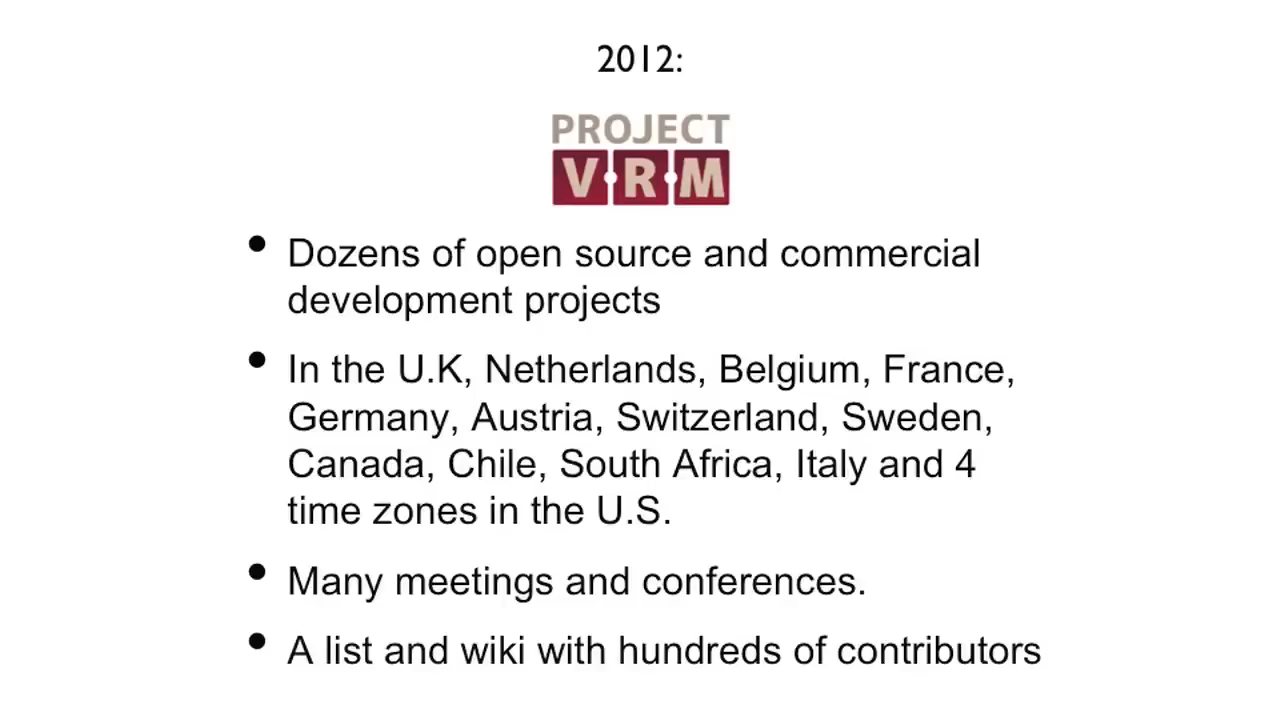 2012:
PROJECT
V·R·M
• Dozens of open source and commercial
development projects
• In the U.K, Netherlands, Belgium, France,
Germany, Austria, Switzerland, Sweden,
Canada, Chile, South Africa, Italy and 4
time zones in the U.S.
• Many meetings and conferences.
• A list and wiki with hundreds of contributors